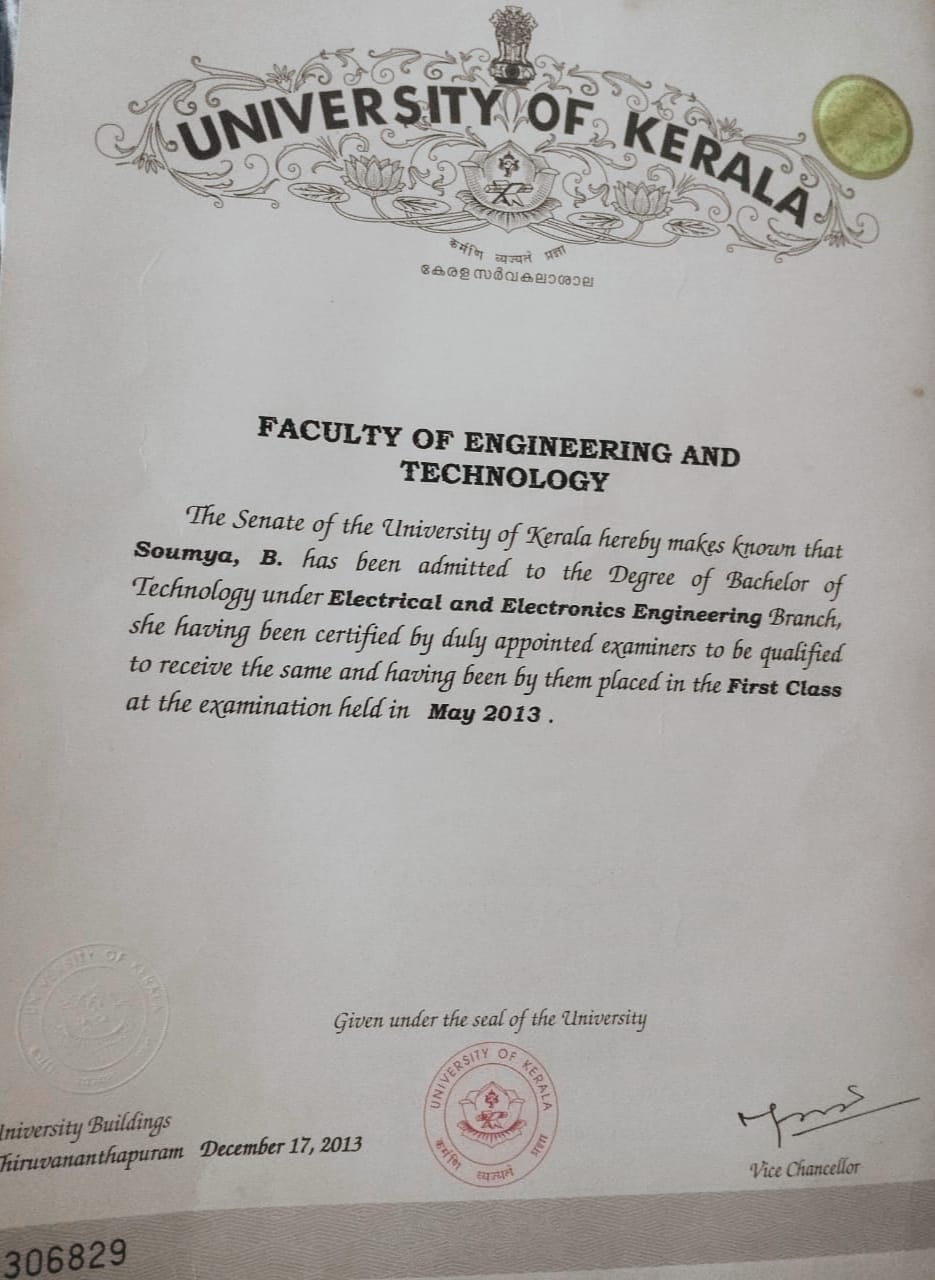 UNIVERSITY OF KERALA
कर्मणि व्यज्यते प्रज्ञा
കേരളസർവകലാശാല
FACULTY OF ENGINEERING AND
TECHNOLOGY
The Senate of the University of Kerala hereby makes known that
Soumya, B. has been admitted to the Degree of Bachelor of
Technology under Electrical and Electronics Engineering Branch,
she having been certified by duly appointed examiners to be qualified
to receive the same and having been by them placed in the First Class
at the examination held in May 2013 .
UNIVERSITY OF KERALA
Given under the seal of the University
UNIVERSITY OF KERALA
कर्मणि व्यज्यते प्रज्ञा
niversity Buildings
hiruvananthapuram December 17, 2013
Vice Chancellor
306829